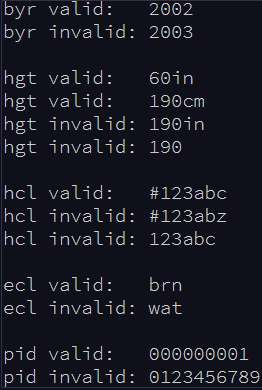 byr valid:   2002
byr invalid: 2003

hgt valid:   60in
hgt valid:   190cm
hgt invalid: 190in
hgt invalid: 190

hcl valid:   #123abc
hcl invalid: #123abz
hcl invalid: 123abc

ecl valid:   brn
ecl invalid: wat

pid valid:   000000001
pid invalid: 0123456789